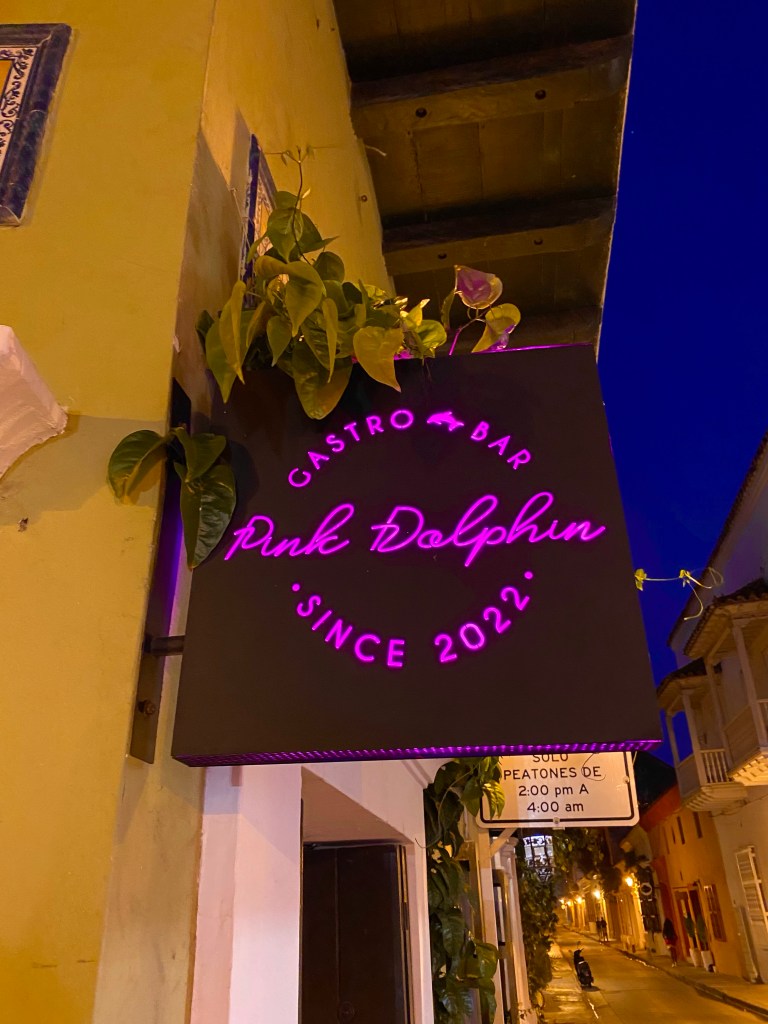 GASTRO BAR
Pink Dolphin
• SINCE 2022 •
SOLO
PEATONES DE
2:00 pm A
4:00 am